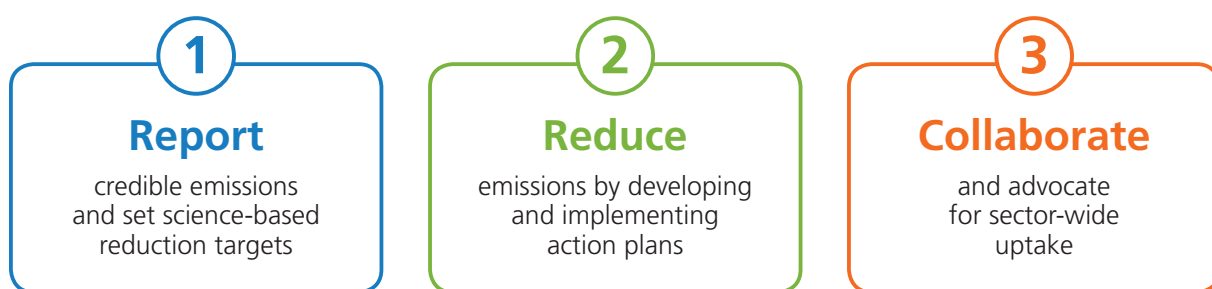 1
Report
credible emissions
and set science-based
reduction targets
2
Reduce
emissions by developing
and implementing
action plans
3
Collaborate
and advocate
for sector-wide
uptake